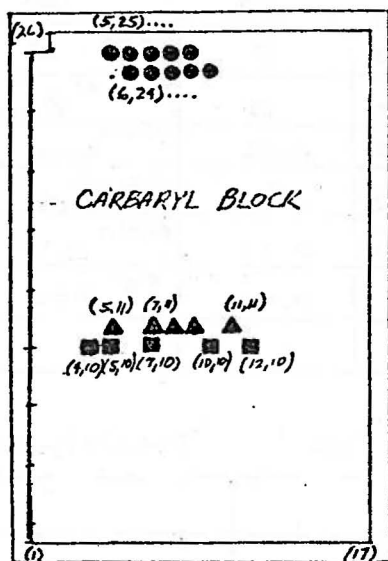 (5,25)....
(26)
(6,24)....
CARBARYL BLOCK
(5,11) (7,11) (11,11)
(4,10) (5,10) (7,10) (10,10) (12,10)
(1) (17)